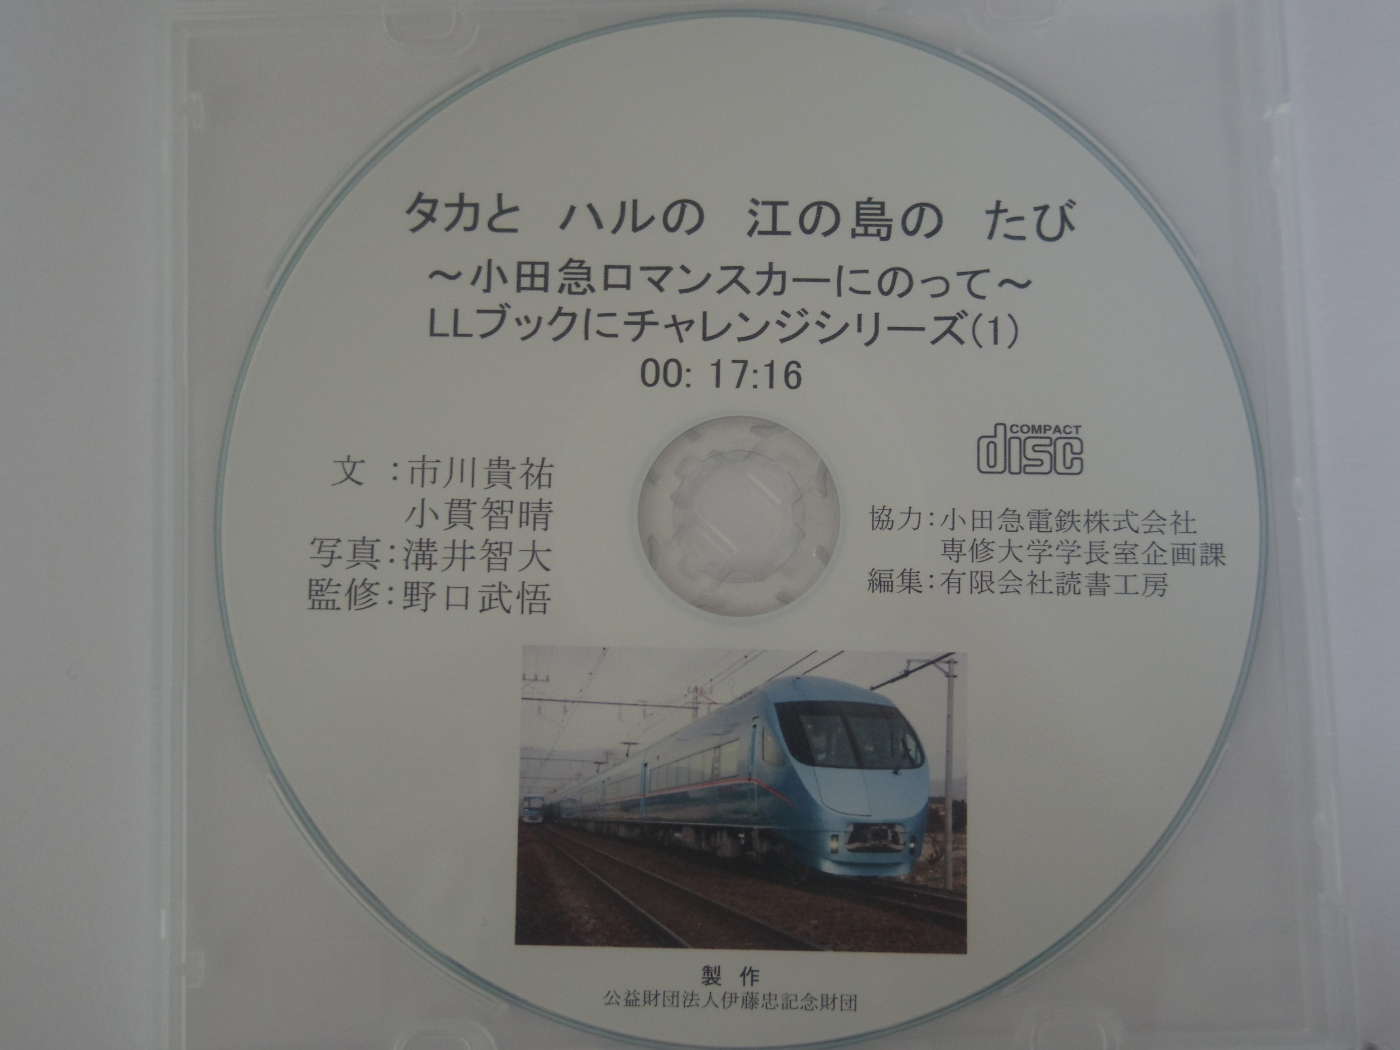 タカと ハルの 江の島の たび
～小田急ロマンスカーにのって～
LLブックにチャレンジシリーズ(1)
00: 17:16
COMPACT
disc
文 :市川貴祐
小貫智晴
写真:溝井智大
監修:野口武悟
協力:小田急電鉄株式会社
専修大学学長室企画課
編集:有限会社読書工房
製 作
公益財団法人伊藤忠記念財団